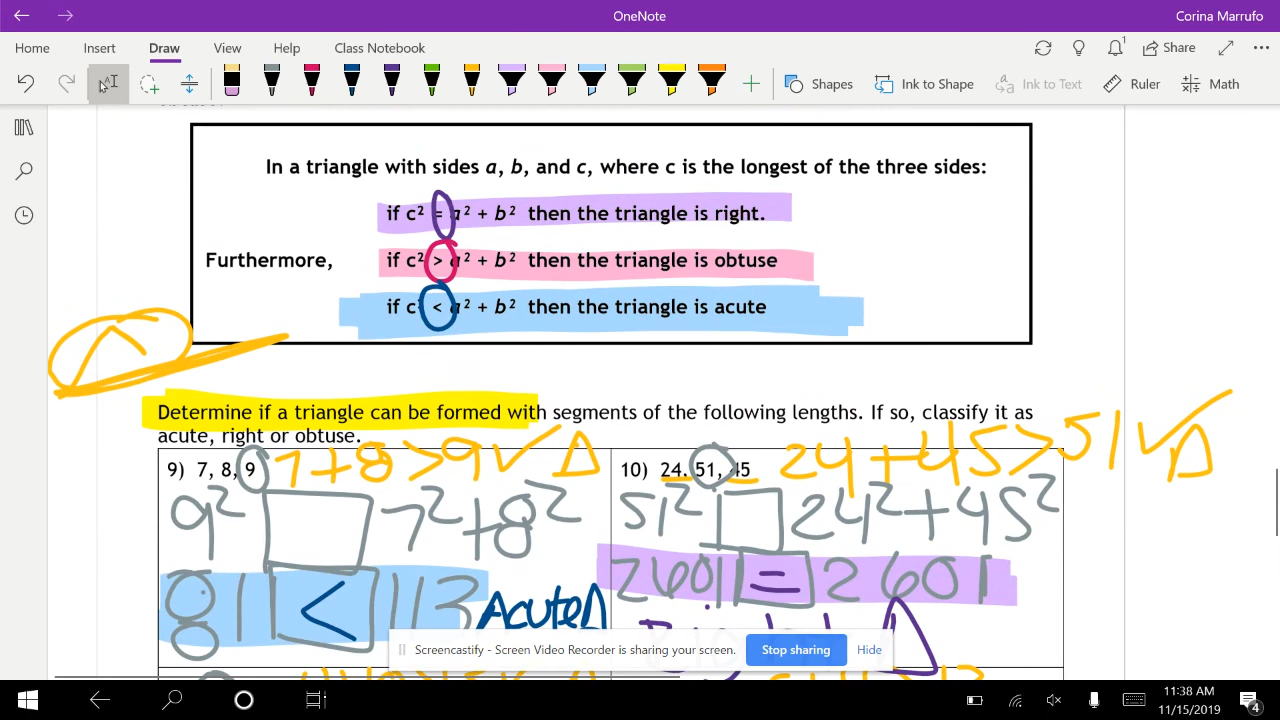 OneNote
Corina Marrufo
Home Insert Draw View Help Class Notebook
1 Share
Shapes Ink to Shape Ink to Text Ruler Math
In a triangle with sides a, b, and c, where c is the longest of the three sides:
if c² = a² + b² then the triangle is right.
Furthermore, if c² > a² + b² then the triangle is obtuse
if c² < a² + b² then the triangle is acute
Determine if a triangle can be formed with segments of the following lengths. If so, classify it as
acute, right or obtuse.
9) 7, 8, 9 7+8>9 ✓ Δ
9² 7²+8²
81 < 113 Acute Δ
10) 24, 51, 45 24+45>51 ✓ Δ
51² 24²+45²
2601 = 2601
Screencastify - Screen Video Recorder is sharing your screen. Stop sharing Hide
11:38 AM
11/15/2019
4